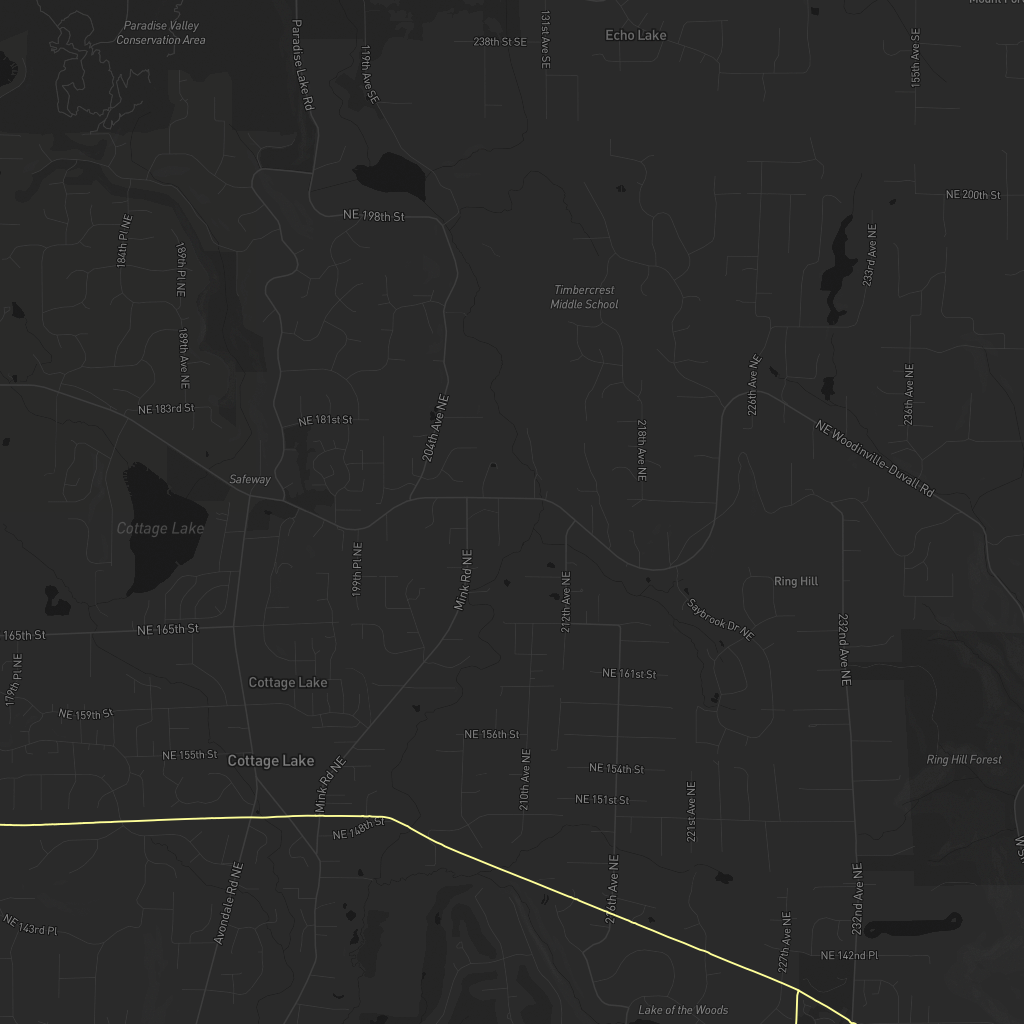 Mount Fore
Paradise Valley
Conservation Area
Paradise Lake Rd
119th Ave SE
238th St SE
131st Ave SE
Echo Lake
155th Ave SE
NE 200th St
NE 198th St
184th Pl NE
189th Pl NE
233rd Ave NE
Timbercrest
Middle School
189th Ave NE
226th Ave NE
236th Ave NE
NE 183rd St
NE 181st St
204th Ave NE
218th Ave NE
NE Woodinville-Duvall Rd
Safeway
Cottage Lake
199th Pl NE
Mink Rd NE
212th Ave NE
Ring Hill
Saybrook Dr NE
165th St
NE 165th St
232nd Ave NE
179th Pl NE
Cottage Lake
NE 161st St
NE 159th St
NE 156th St
NE 155th St
Cottage Lake
Mink Rd NE
210th Ave NE
NE 154th St
Ring Hill Forest
NE 151st St
221st Ave NE
NE 148th St
W S
216th Ave NE
232nd Ave NE
Avondale Rd NE
NE 143rd Pl
227th Ave NE
NE 142nd Pl
Lake of the Woods